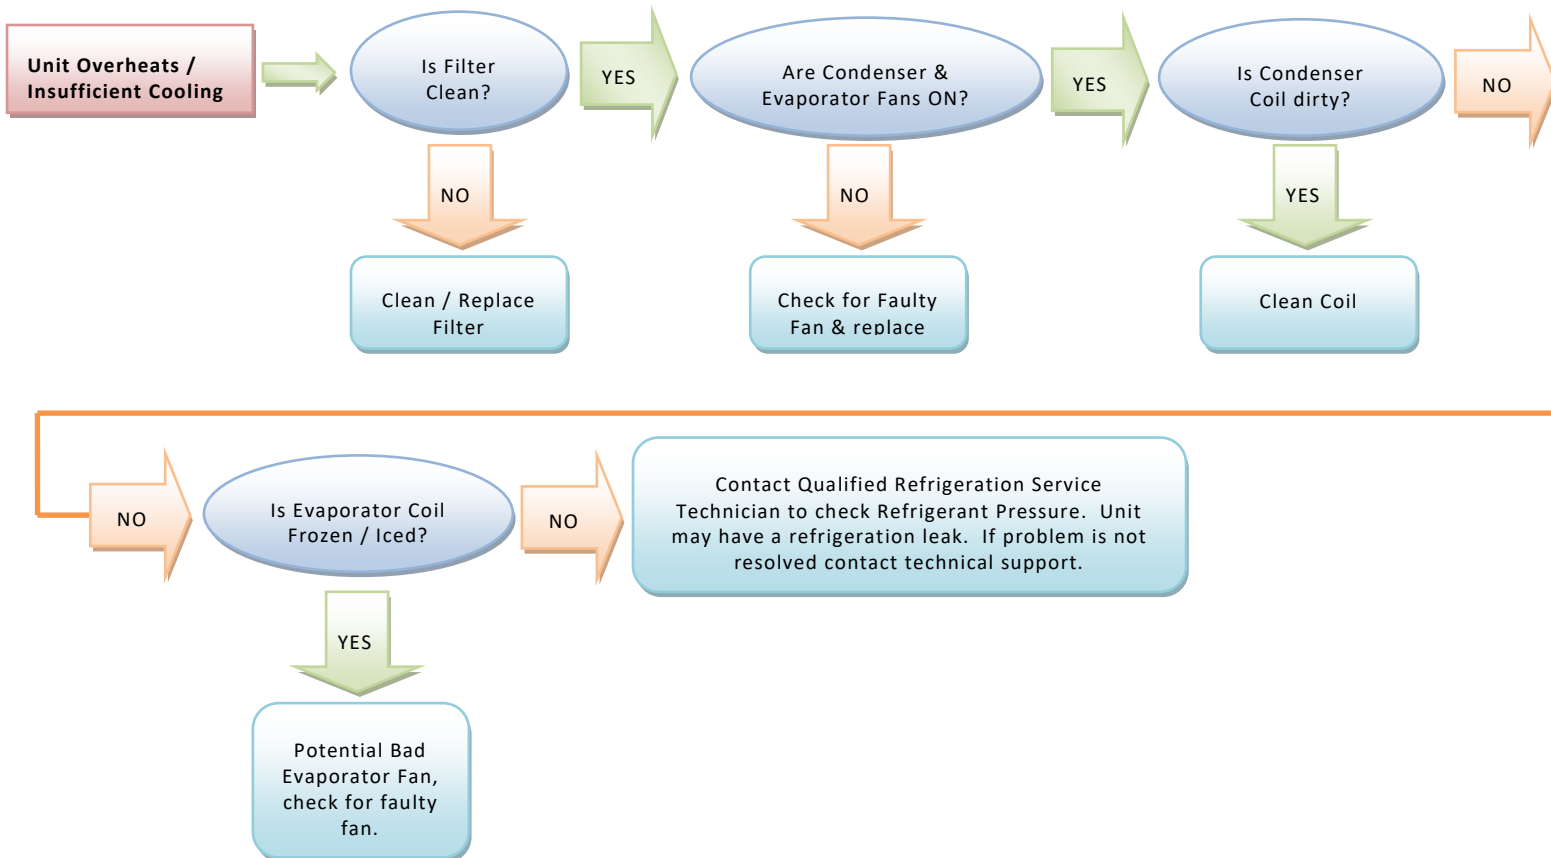 Unit Overheats /
Insufficient Cooling
Is Filter
Clean?
YES
Are Condenser &
Evaporator Fans ON?
YES
Is Condenser
Coil dirty?
NO
NO
NO
YES
Clean / Replace
Filter
Check for Faulty
Fan & replace
Clean Coil
NO
Is Evaporator Coil
Frozen / Iced?
NO
Contact Qualified Refrigeration Service
Technician to check Refrigerant Pressure.  Unit
may have a refrigeration leak.  If problem is not
resolved contact technical support.
YES
Potential Bad
Evaporator Fan,
check for faulty
fan.